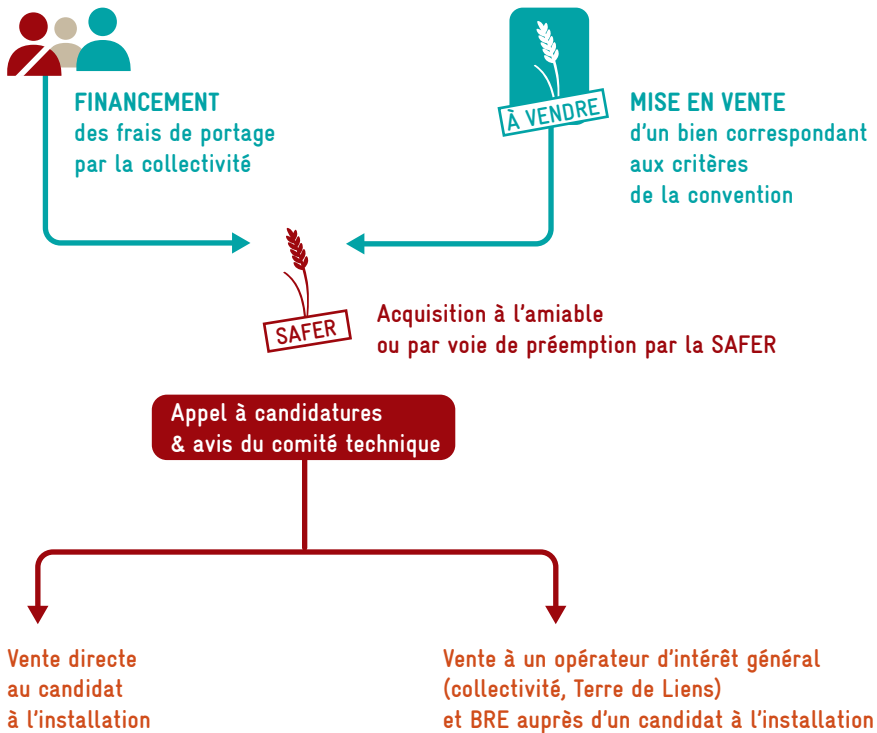 FINANCEMENT
des frais de portage
par la collectivité
À VENDRE
MISE EN VENTE
d'un bien correspondant
aux critères
de la convention
SAFER
Acquisition à l'amiable
ou par voie de préemption par la SAFER
Appel à candidatures
& avis du comité technique
Vente directe
au candidat
à l'installation
Vente à un opérateur d'intérêt général
(collectivité, Terre de Liens)
et BRE auprès d'un candidat à l'installation